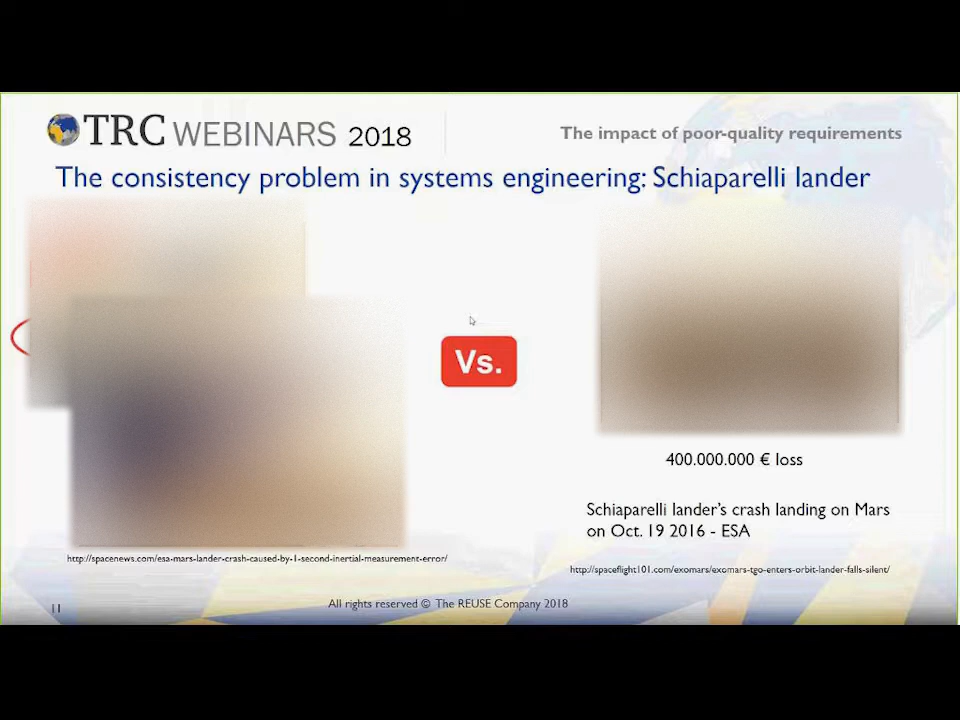 TRC WEBINARS 2018
The impact of poor-quality requirements
The consistency problem in systems engineering: Schiaparelli lander
Vs.
400.000.000 € loss
Schiaparelli lander's crash landing on Mars
on Oct. 19 2016 - ESA
http://spacenews.com/esa-mars-lander-crash-caused-by-1-second-inertial-measurement-error/
http://spaceflight101.com/exomars/exomars-tgo-enters-orbit-lander-falls-silent/
11
All rights reserved © The REUSE Company 2018